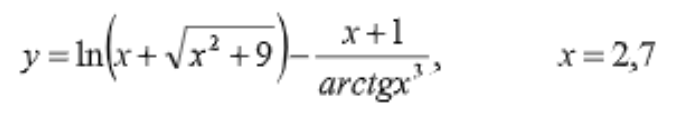 y = ln(x + √(x² + 9)) − (x + 1)/(arctgx³), x = 2,7